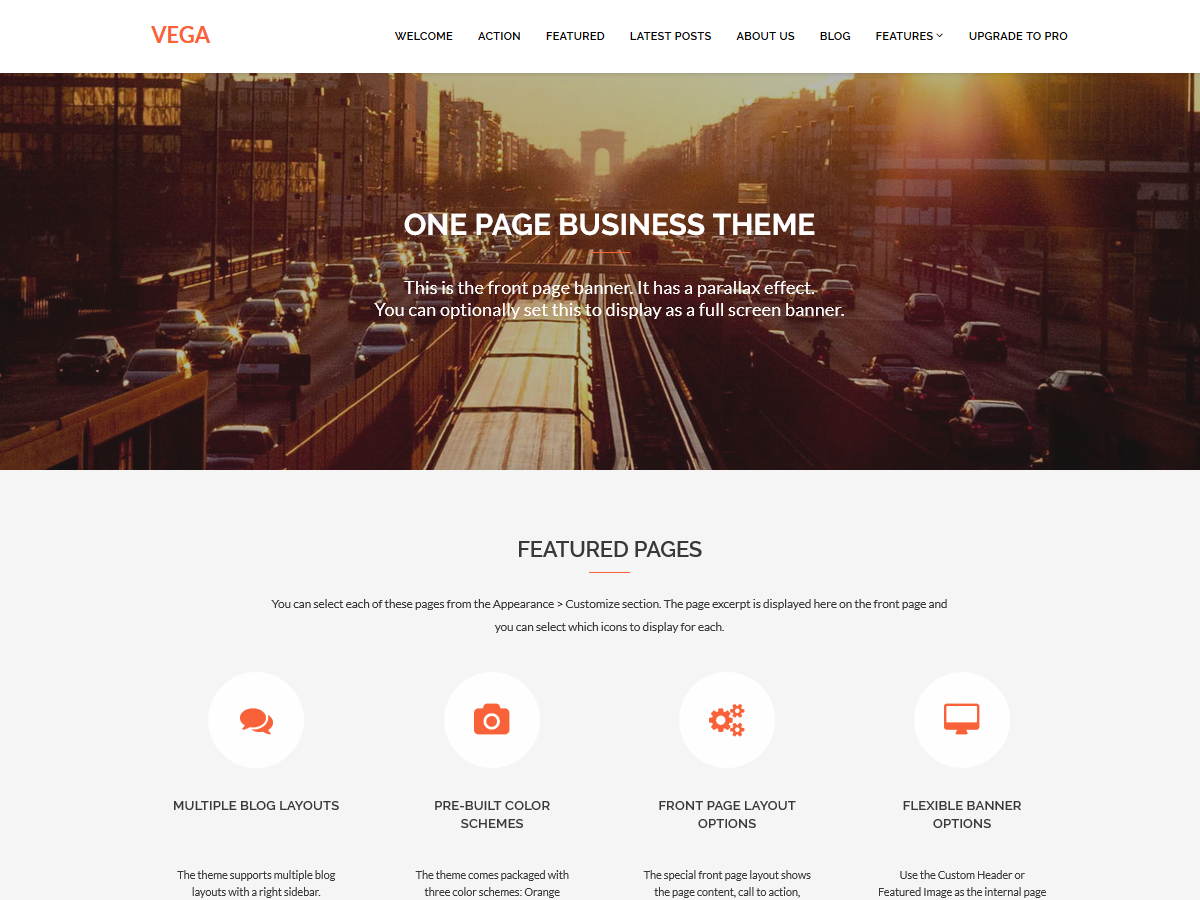 VEGA
WELCOME ACTION FEATURED LATEST POSTS ABOUT US BLOG FEATURES UPGRADE TO PRO
ONE PAGE BUSINESS THEME
This is the front page banner. It has a parallax effect.
You can optionally set this to display as a full screen banner.
FEATURED PAGES
You can select each of these pages from the Appearance > Customize section. The page excerpt is displayed here on the front page and
you can select which icons to display for each.
MULTIPLE BLOG LAYOUTS
The theme supports multiple blog
layouts with a right sidebar.
PRE-BUILT COLOR
SCHEMES
The theme comes packaged with
three color schemes: Orange
FRONT PAGE LAYOUT
OPTIONS
The special front page layout shows
the page content, call to action,
FLEXIBLE BANNER
OPTIONS
Use the Custom Header or
Featured Image as the internal page